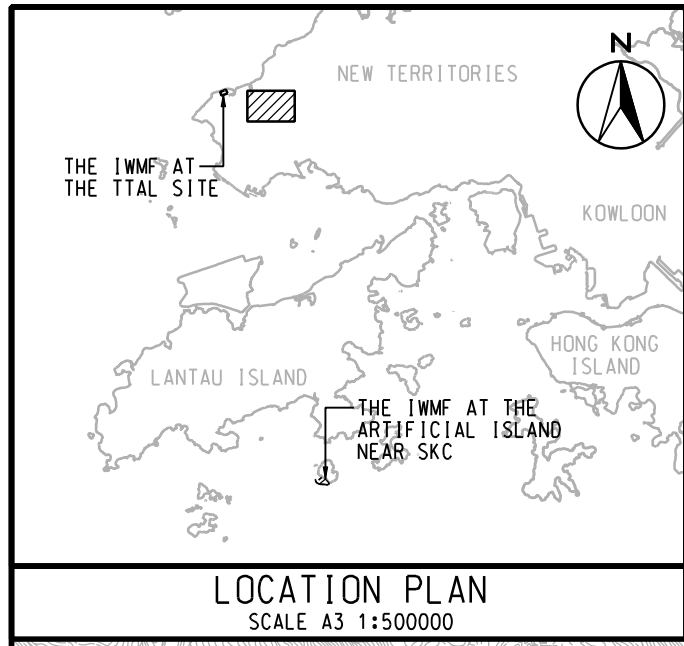 N
NEW TERRITORIES
THE IWMF AT
THE TTAL SITE
KOWLOON
HONG KONG
ISLAND
LANTAU ISLAND
THE IWMF AT THE
ARTIFICIAL ISLAND
NEAR SKC
LOCATION PLAN
SCALE A3 1:500000